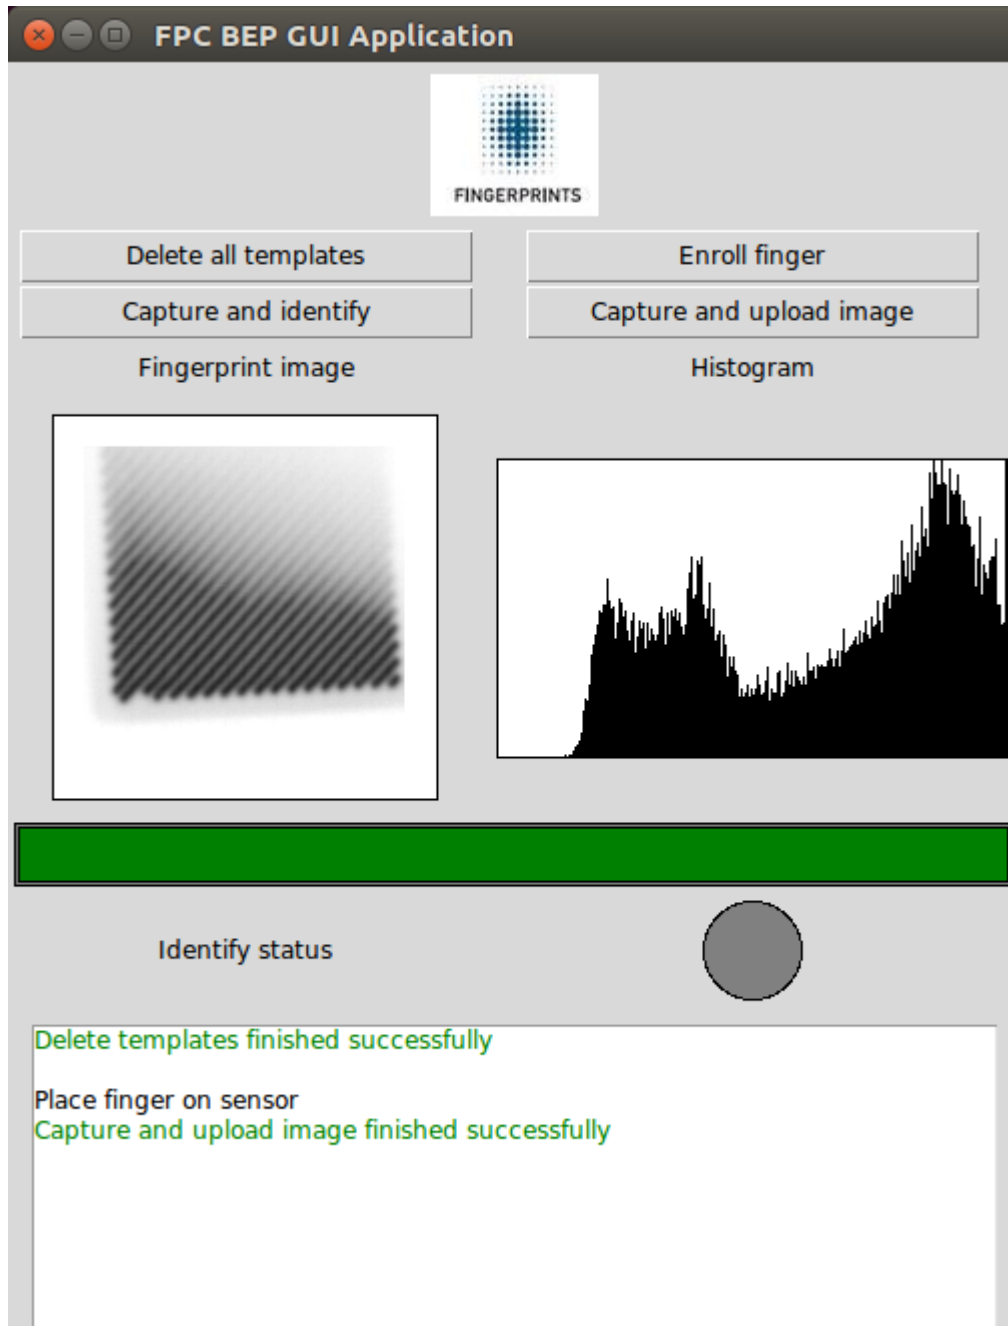 FPC BEP GUI Application
FINGERPRINTS
Delete all templates
Enroll finger
Capture and identify
Capture and upload image
Fingerprint image
Histogram
Identify status
Delete templates finished successfully
Place finger on sensor
Capture and upload image finished successfully